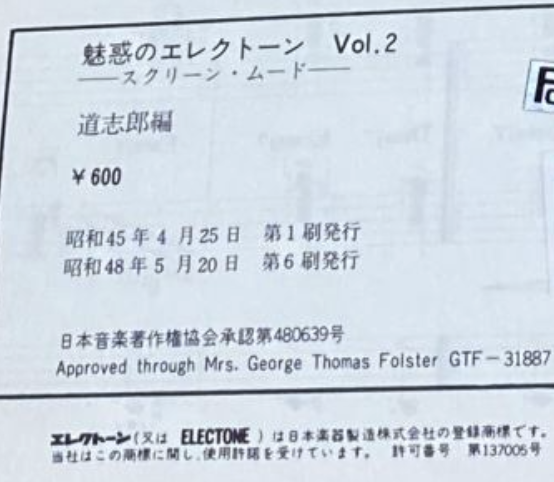 魅惑のエレクトーン Vol.2
――スクリーン・ムード――
道志郎編
¥600
昭和45年4月25日 第1刷発行
昭和48年5月20日 第6刷発行
日本音楽著作権協会承認第480639号
Approved through Mrs. George Thomas Folster GTF－31887
エレクトーン(又は ELECTONE )は日本楽器製造株式会社の登録商標です。
当社はこの商標に関し、使用許諾を受けています。 許可番号 第137005号